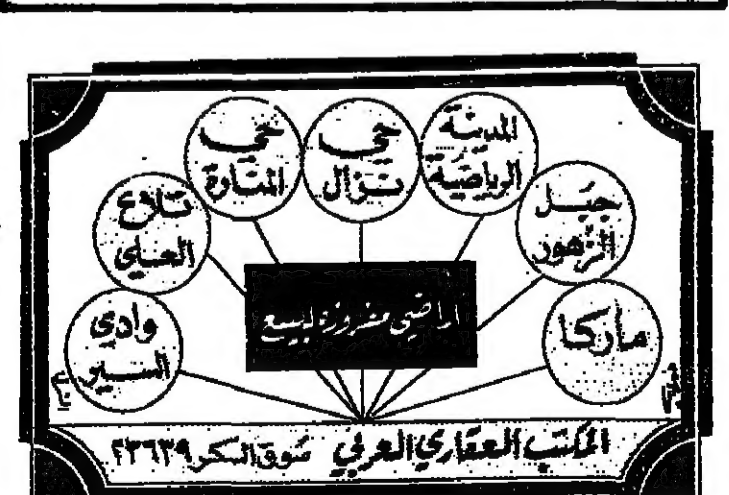 المدينة
الرياضية
حي
نزال
حي
المنارة
جبل
الزهور
تلاع
العلي
ماركا
وادي
السير
اراضي مفروزة للبيع
المكتب العقاري العربي سوق السكر ٢٣٦٣٩